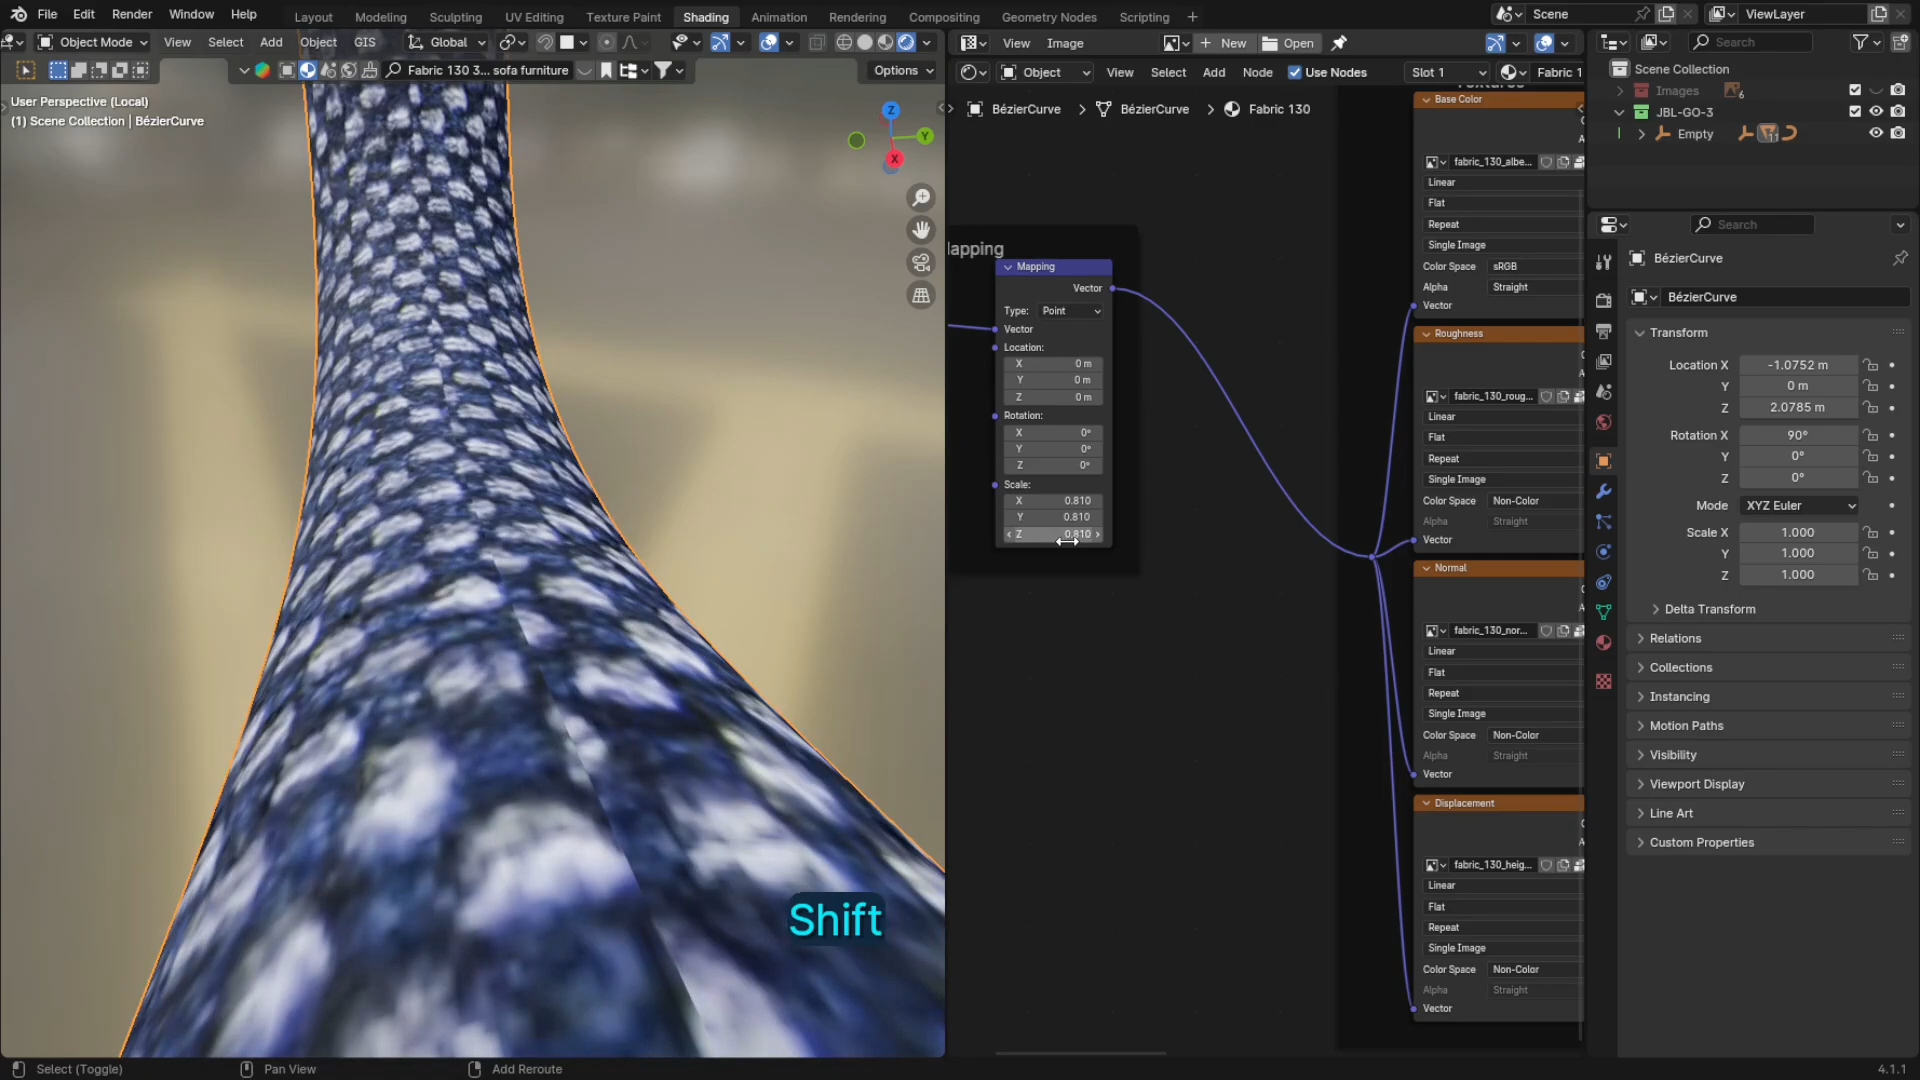 File Edit Render Window Help Layout Modeling Sculpting UV Editing Texture Paint Shading Animation Rendering Compositing Geometry Nodes Scripting Scene ViewLayer
Object Mode View Select Add Object GIS Global View Image New Open Search
Fabric 130 3... sofa furniture Options Object View Select Add Node Use Nodes Slot 1 Fabric 1
User Perspective (Local)
(1) Scene Collection | BézierCurve
Z
Y
X
BézierCurve BézierCurve Fabric 130
Mapping
Vector
Type: Point
Vector
Location:
X 0 m
Y 0 m
Z 0 m
Rotation:
X 0°
Y 0°
Z 0°
Scale:
X 0.810
Y 0.810
Z 0.810
Base Color
fabric_130_albe...
Linear
Flat
Repeat
Single Image
Color Space sRGB
Alpha Straight
Vector
Roughness
fabric_130_roug...
Linear
Flat
Repeat
Single Image
Color Space Non-Color
Alpha Straight
Vector
Normal
fabric_130_nor...
Linear
Flat
Repeat
Single Image
Color Space Non-Color
Alpha Straight
Vector
Displacement
fabric_130_heig...
Linear
Flat
Repeat
Single Image
Color Space Non-Color
Alpha Straight
Vector
Scene Collection
Images 6
JBL-GO-3
Empty 11
Search
BézierCurve
BézierCurve
Transform
Location X -1.0752 m
Y 0 m
Z 2.0785 m
Rotation X 90°
Y 0°
Z 0°
Mode XYZ Euler
Scale X 1.000
Y 1.000
Z 1.000
Delta Transform
Relations
Collections
Instancing
Motion Paths
Visibility
Viewport Display
Line Art
Custom Properties
Shift
Select (Toggle) Pan View Add Reroute 4.1.1